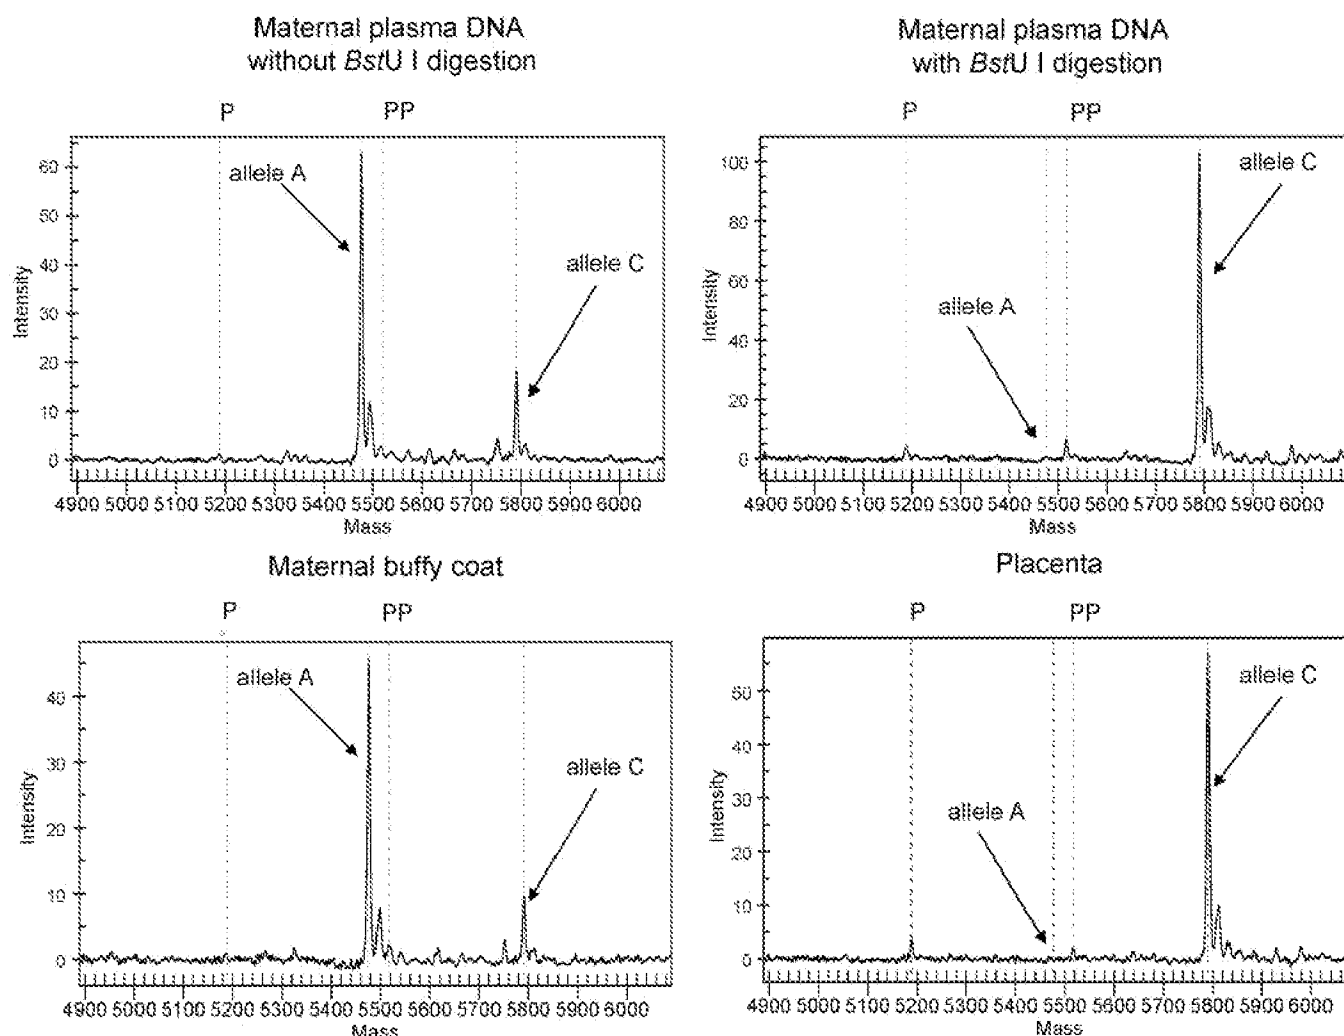 Maternal plasma DNA
without BstU I digestion
P PP
allele A
allele C
Intensity
60
50
40
30
20
10
0
4900 5000 5100 5200 5300 5400 5500 5600 5700 5800 5900 6000
Mass
Maternal plasma DNA
with BstU I digestion
P PP
allele C
allele A
Intensity
100
80
60
40
20
0
4900 5000 5100 5200 5300 5400 5500 5600 5700 5800 5900 6000
Mass
Maternal buffy coat
P PP
allele A
allele C
Intensity
40
30
20
10
0
4900 5000 5100 5200 5300 5400 5500 5600 5700 5800 5900 6000
Mass
Placenta
P PP
allele C
allele A
Intensity
50
40
30
20
10
0
4900 5000 5100 5200 5300 5400 5500 5600 5700 5800 5900 6000
Mass